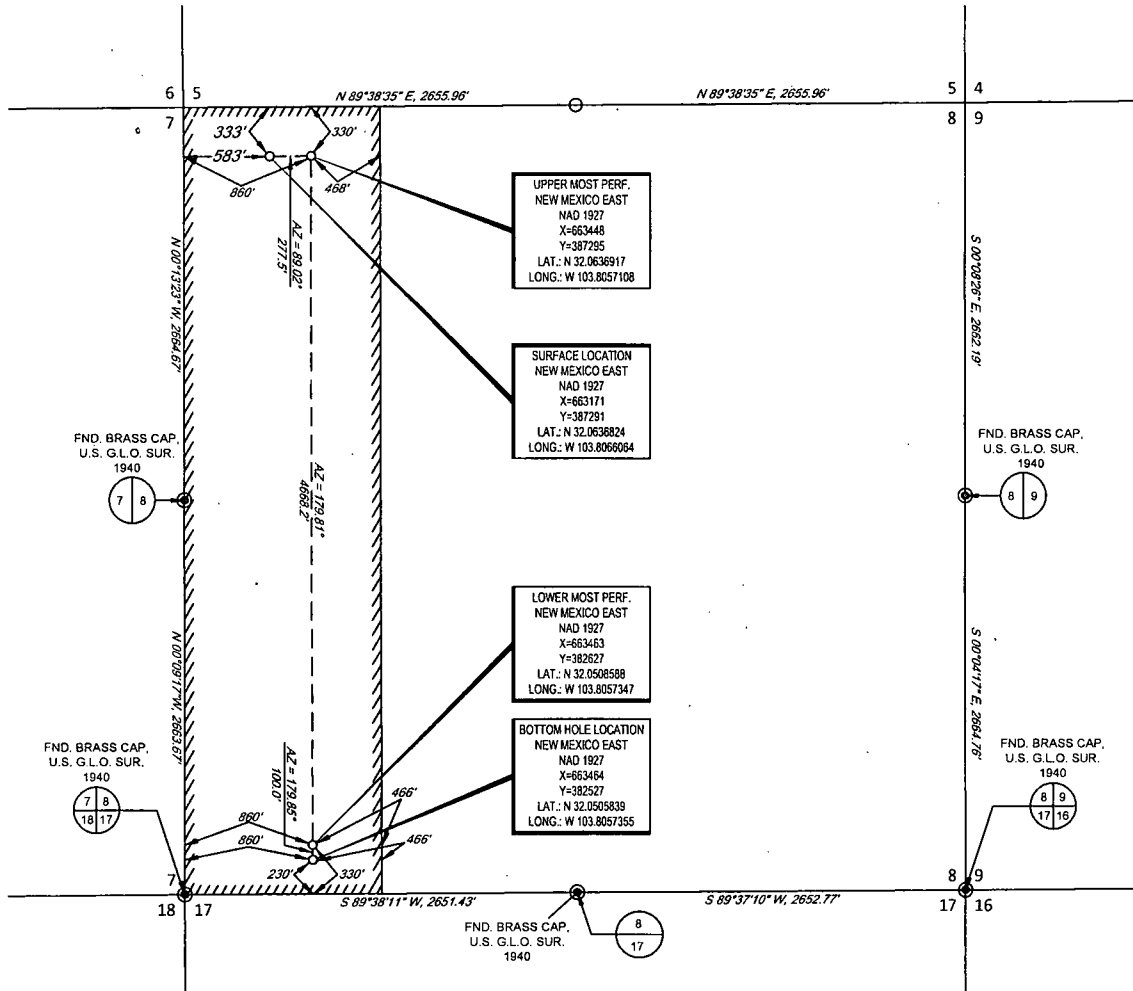 6 5
7
N 89°38'35" E, 2655.96'
N 89°38'35" E, 2655.96'
5 4
8 9
333'
330'
583'
860'
468'
AZ = 89.02°
277.5'
UPPER MOST PERF.
NEW MEXICO EAST
NAD 1927
X=663448
Y=387295
LAT.: N 32.0636917
LONG.: W 103.8057108
N 00°13'23" W, 2664.67'
S 00°08'26" E, 2662.19'
SURFACE LOCATION
NEW MEXICO EAST
NAD 1927
X=663171
Y=387291
LAT.: N 32.0636824
LONG.: W 103.8066064
FND. BRASS CAP,
U.S. G.L.O. SUR.
1940
7 8
AZ = 179.81°
4668.2'
FND. BRASS CAP,
U.S. G.L.O. SUR.
1940
8 9
LOWER MOST PERF.
NEW MEXICO EAST
NAD 1927
X=663463
Y=382627
LAT.: N 32.0508588
LONG.: W 103.8057347
N 00°09'17"W, 2663.67'
S 00°04'17" E, 2664.76'
BOTTOM HOLE LOCATION
NEW MEXICO EAST
NAD 1927
X=663464
Y=382527
LAT.: N 32.0505839
LONG.: W 103.8057355
FND. BRASS CAP,
U.S. G.L.O. SUR.
1940
7 8
18 17
AZ = 179.85°
100.0'
860'
466'
860'
466'
230'
330'
FND. BRASS CAP,
U.S. G.L.O. SUR.
1940
8 9
17 16
7
18 17
S 89°38'11" W, 2651.43'
S 89°37'10" W, 2652.77'
8 9
17 16
FND. BRASS CAP,
U.S. G.L.O. SUR.
1940
8
17